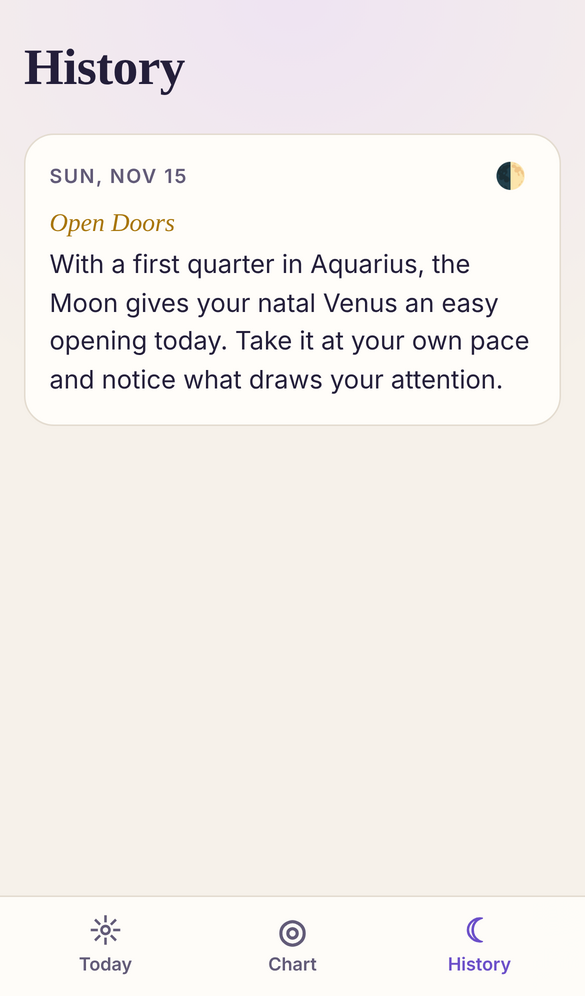 History
SUN, NOV 15
Open Doors
With a first quarter in Aquarius, the
Moon gives your natal Venus an easy
opening today. Take it at your own pace
and notice what draws your attention.
Today
Chart
History